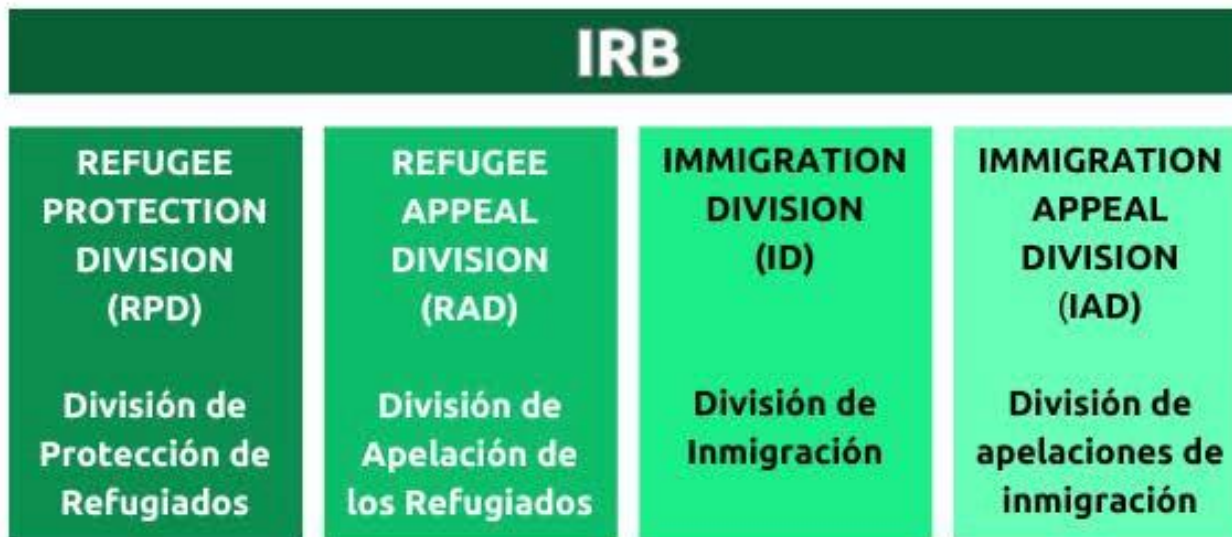 IRB
REFUGEE
PROTECTION
DIVISION
(RPD)
División de
Protección de
Refugiados
REFUGEE
APPEAL
DIVISION
(RAD)
División de
Apelación de
los Refugiados
IMMIGRATION
DIVISION
(ID)
División de
Inmigración
IMMIGRATION
APPEAL
DIVISION
(IAD)
División de
apelaciones de
inmigración